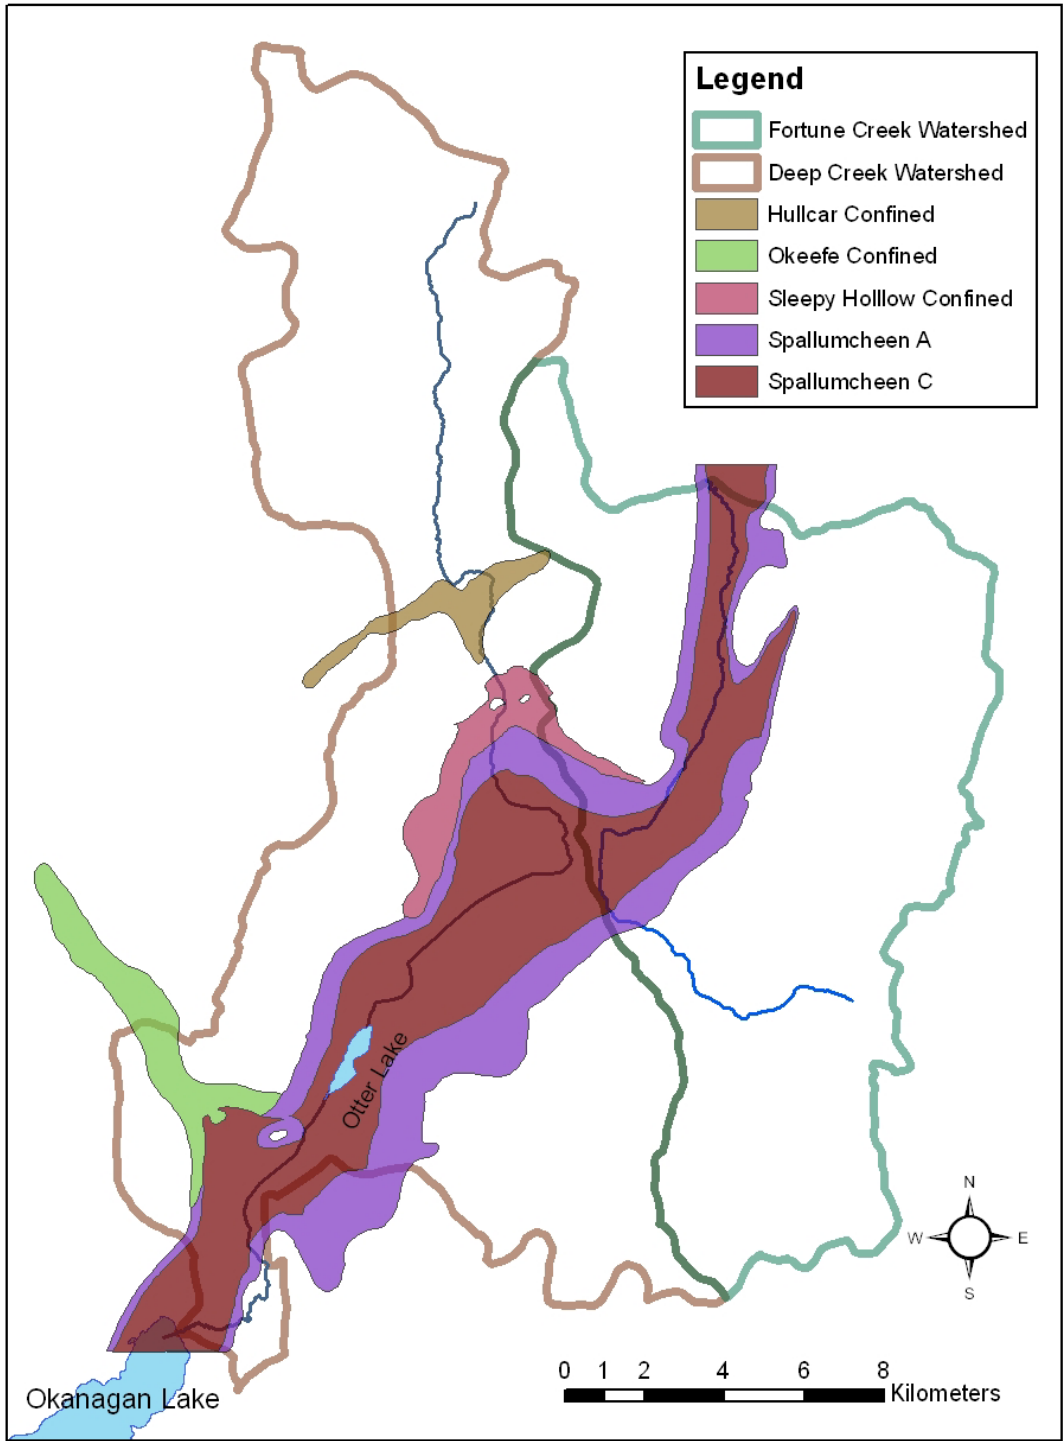 Legend
Fortune Creek Watershed
Deep Creek Watershed
Hullcar Confined
Okeefe Confined
Sleepy Holllow Confined
Spallumcheen A
Spallumcheen C
Otter Lake
N
W
E
S
0 1 2 4 6 8
Kilometers
Okanagan Lake